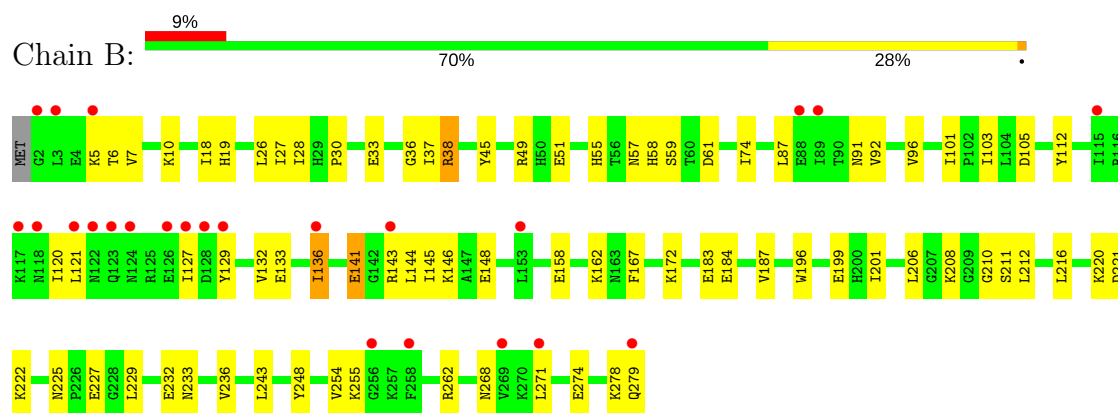 9%
Chain B:
70% 28% •
MET G2 L3 E4 K5 T6 V7 K10 I18 H19 L26 I27 I28 H29 P30 E33 G36 I37 R38 Y45 R49 H50 E51 H55 T56 N57 H58 S59 T60 D61 I74 L87 E88 I89 T90 N91 V92 V96 I101 P102 I103 L104 D105 Y112 I115 R116
K117 N118 I120 L121 N122 Q123 N124 R125 E126 I127 D128 Y129 V132 E133 I136 E141 G142 R143 L144 I145 K146 A147 E148 L153 E158 K162 N163 F167 K172 E183 E184 V187 W196 E199 H200 I201 L206 G207 K208 G209 G210 S211 L212 L216 K220
K222 N225 P226 E227 G228 L229 E232 N233 V236 L243 Y248 V254 K255 G256 K257 F258 R262 N268 V269 K270 L271 E274 K278 Q279